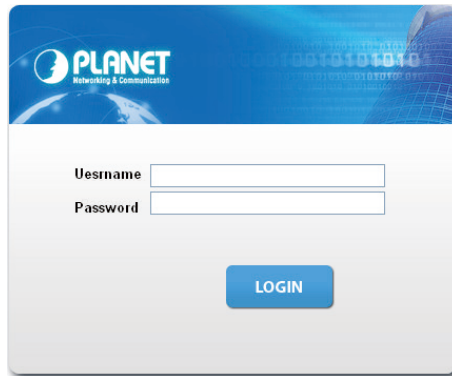 PLANET
Networking & Communication
Uesrname
Password
LOGIN